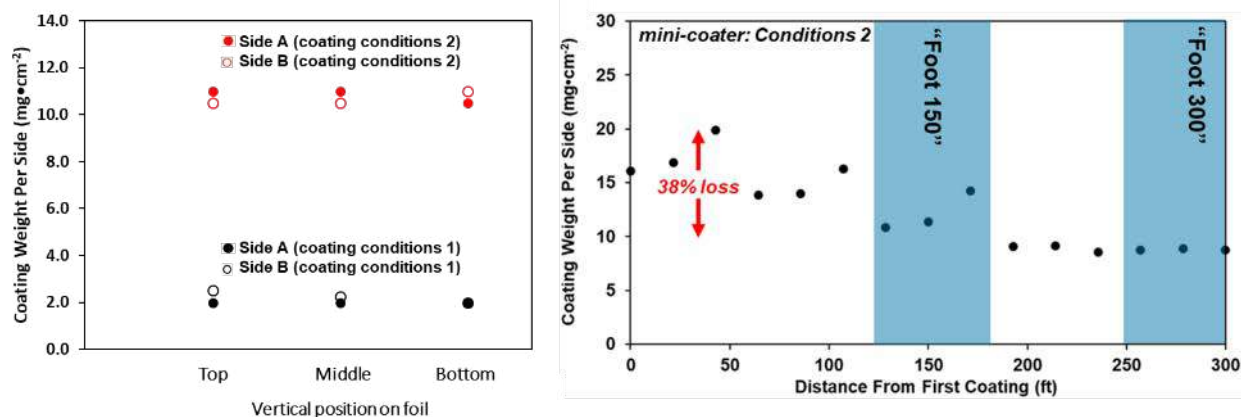 14.0
12.0
10.0
8.0
6.0
4.0
2.0
0.0
Coating Weight Per Side (mg•cm-2)
Side A (coating conditions 2)
Side B (coating conditions 2)
Side A (coating conditions 1)
Side B (coating conditions 1)
Top Middle Bottom
Vertical position on foil
30
25
20
15
10
5
0
Coating Weight Per Side (mg•cm-2)
mini-coater: Conditions 2
38% loss
“Foot 150”
“Foot 300”
0 50 100 150 200 250 300
Distance From First Coating (ft)